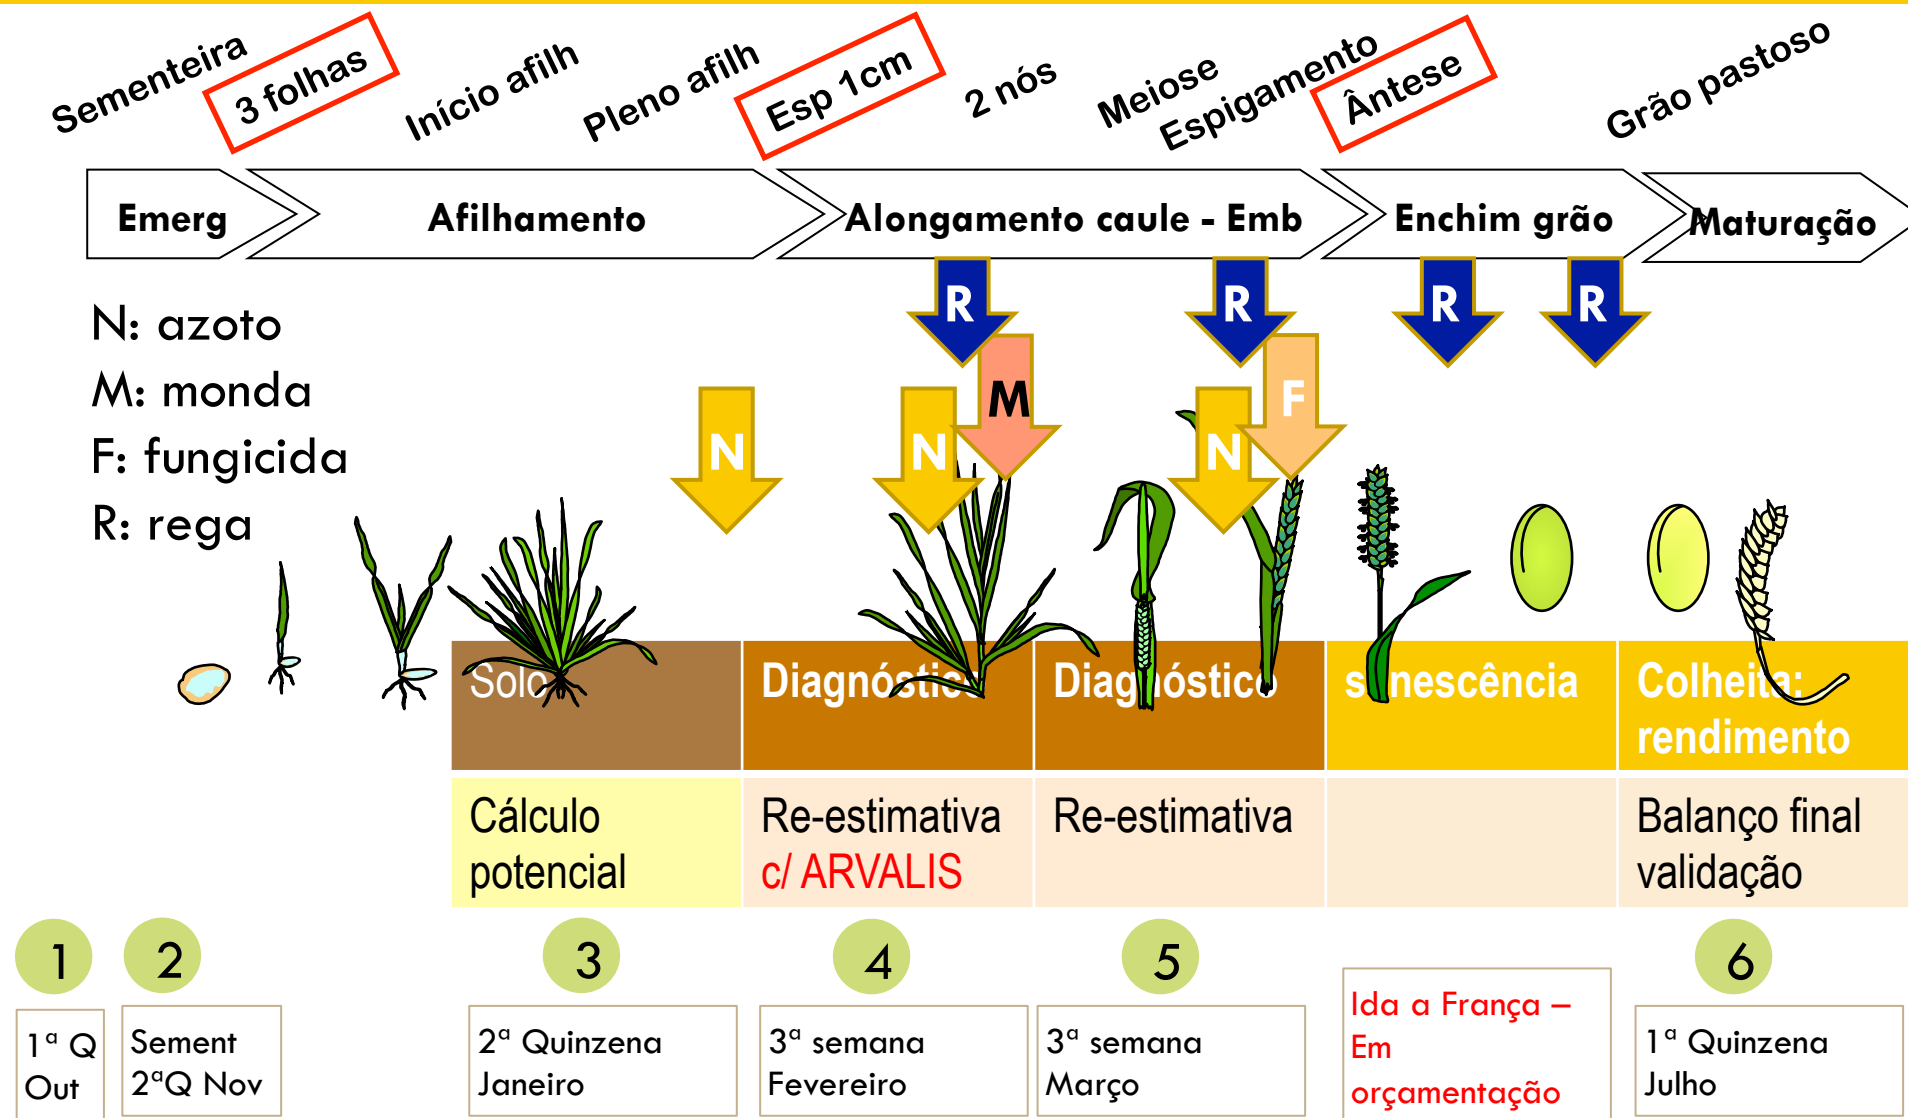 Sementeira
3 folhas
Início afilh
Pleno afilh
Esp 1cm
2 nós
Meiose
Espigamento
Ântese
Grão pastoso
Emerg
Afilhamento
Alongamento caule - Emb
Enchim grão
Maturação
N: azoto
M: monda
F: fungicida
R: rega
R
R
R
R
M
F
N
N
N
Solo
Diagnóstico
Diagnóstico
senescência
Colheita:
rendimento
Cálculo
potencial
Re-estimativa
c/ ARVALIS
Re-estimativa
Balanço final
validação
1
2
3
4
5
6
1ª Q
Out
Sement
2ªQ Nov
2ª Quinzena
Janeiro
3ª semana
Fevereiro
3ª semana
Março
Ida a França –
Em
orçamentação
1ª Quinzena
Julho